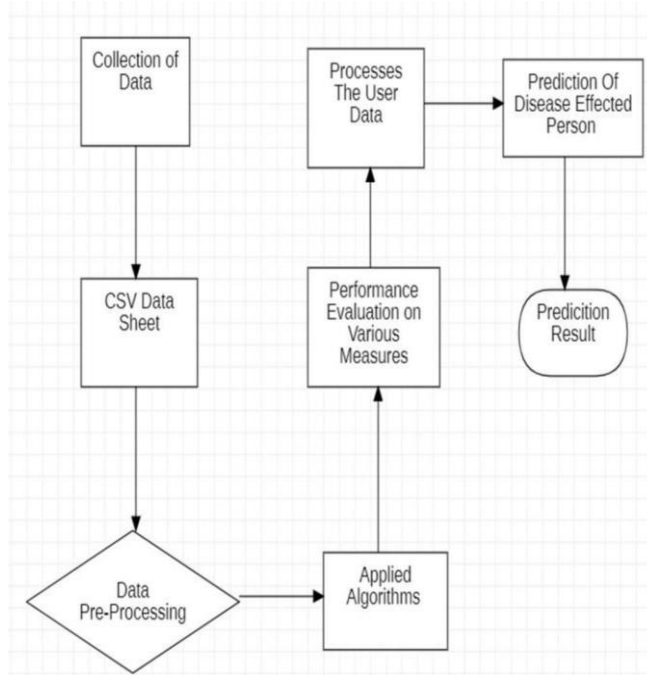 Collection of
Data
CSV Data
Sheet
Data
Pre-Processing
Applied
Algorithms
Performance
Evaluation on
Various
Measures
Processes
The User
Data
Prediction Of
Disease Effected
Person
Predicition
Result